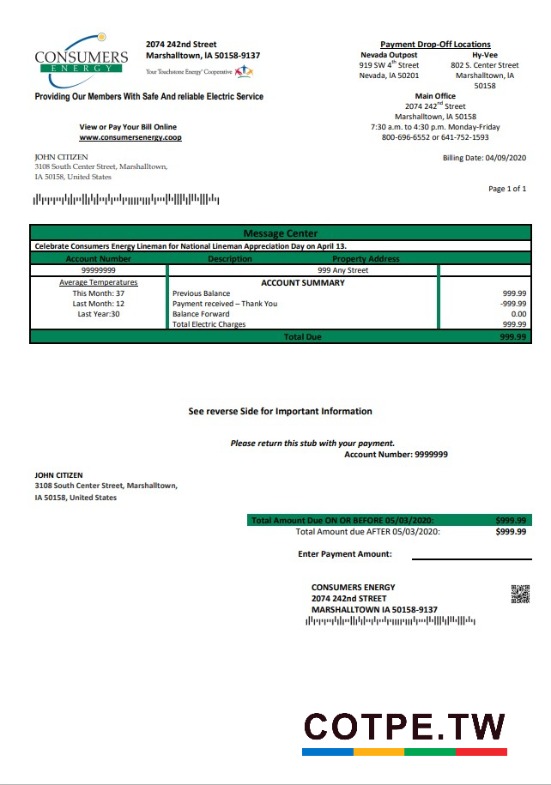 CONSUMERS
ENERGY
2074 242nd Street
Marshalltown, IA 50158-9137
Your Touchstone Energy® Cooperative
Providing Our Members With Safe And reliable Electric Service
Payment Drop-Off Locations
Nevada Outpost
919 SW 4th Street
Nevada, IA 50201
Hy-Vee
802 S. Center Street
Marshalltown, IA
50158
Main Office
2074 242nd Street
Marshalltown, IA 50158
7:30 a.m. to 4:30 p.m. Monday-Friday
800-696-6552 or 641-752-1593
View or Pay Your Bill Online
www.consumersenergy.coop
JOHN CITIZEN
3108 South Center Street, Marshalltown,
IA 50158, United States
Billing Date: 04/09/2020
Page 1 of 1
Message Center
Celebrate Consumers Energy Lineman for National Lineman Appreciation Day on April 13.
Account Number Description Property Address
99999999 999 Any Street
Average Temperatures
This Month: 37
Last Month: 12
Last Year:30
ACCOUNT SUMMARY
Previous Balance 999.99
Payment received – Thank You -999.99
Balance Forward 0.00
Total Electric Charges 999.99
Total Due 999.99
See reverse Side for Important Information
Please return this stub with your payment.
Account Number: 9999999
JOHN CITIZEN
3108 South Center Street, Marshalltown,
IA 50158, United States
Total Amount Due ON OR BEFORE 05/03/2020: $999.99
Total Amount due AFTER 05/03/2020: $999.99
Enter Payment Amount:
CONSUMERS ENERGY
2074 242nd STREET
MARSHALLTOWN IA 50158-9137
COTPE.TW